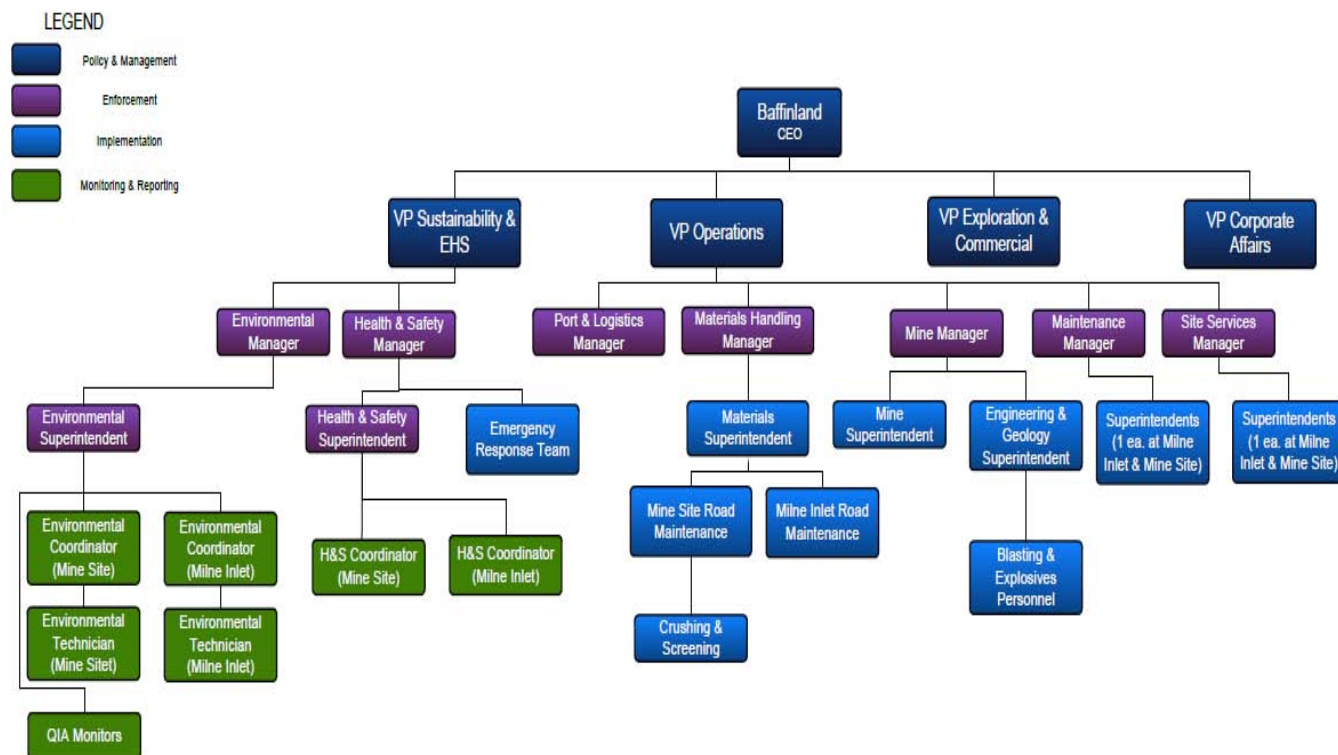 LEGEND
Policy & Management
Enforcement
Implementation
Monitoring & Reporting
Baffinland
CEO
VP Sustainability &
EHS
VP Operations
VP Exploration &
Commercial
VP Corporate
Affairs
Environmental
Manager
Health & Safety
Manager
Port & Logistics
Manager
Materials Handling
Manager
Mine Manager
Maintenance
Manager
Site Services
Manager
Environmental
Superintendent
Health & Safety
Superintendent
Emergency
Response Team
Materials
Superintendent
Mine
Superintendent
Engineering &
Geology
Superintendent
Superintendents
(1 ea. at Milne
Inlet & Mine Site)
Superintendents
(1 ea. at Milne
Inlet & Mine Site)
Environmental
Coordinator
(Mine Site)
Environmental
Coordinator
(Milne Inlet)
H&S Coordinator
(Mine Site)
H&S Coordinator
(Milne Inlet)
Mine Site Road
Maintenance
Milne Inlet Road
Maintenance
Blasting &
Explosives
Personnel
Environmental
Technician
(Mine Sitet)
Environmental
Technician
(Milne Inlet)
Crushing &
Screening
QIA Monitors